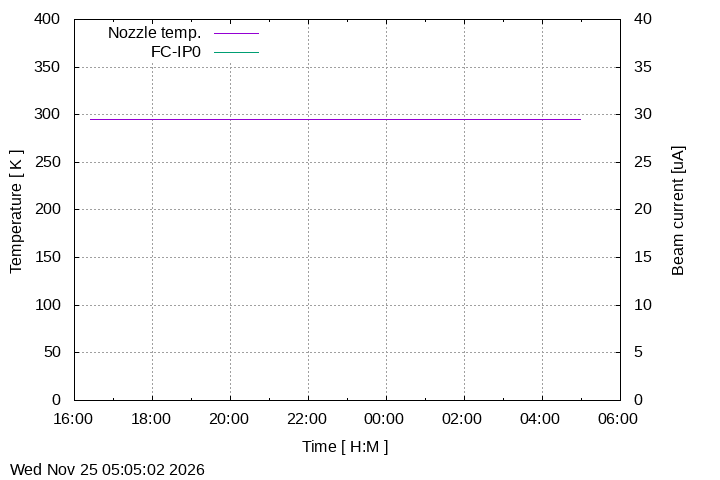 Nozzle temp.
FC-IP0
400
350
300
250
200
150
100
50
0
Temperature [ K ]
40
35
30
25
20
15
10
5
0
Beam current [uA]
16:00 18:00 20:00 22:00 00:00 02:00 04:00 06:00
Time [ H:M ]
Wed Nov 25 05:05:02 2026